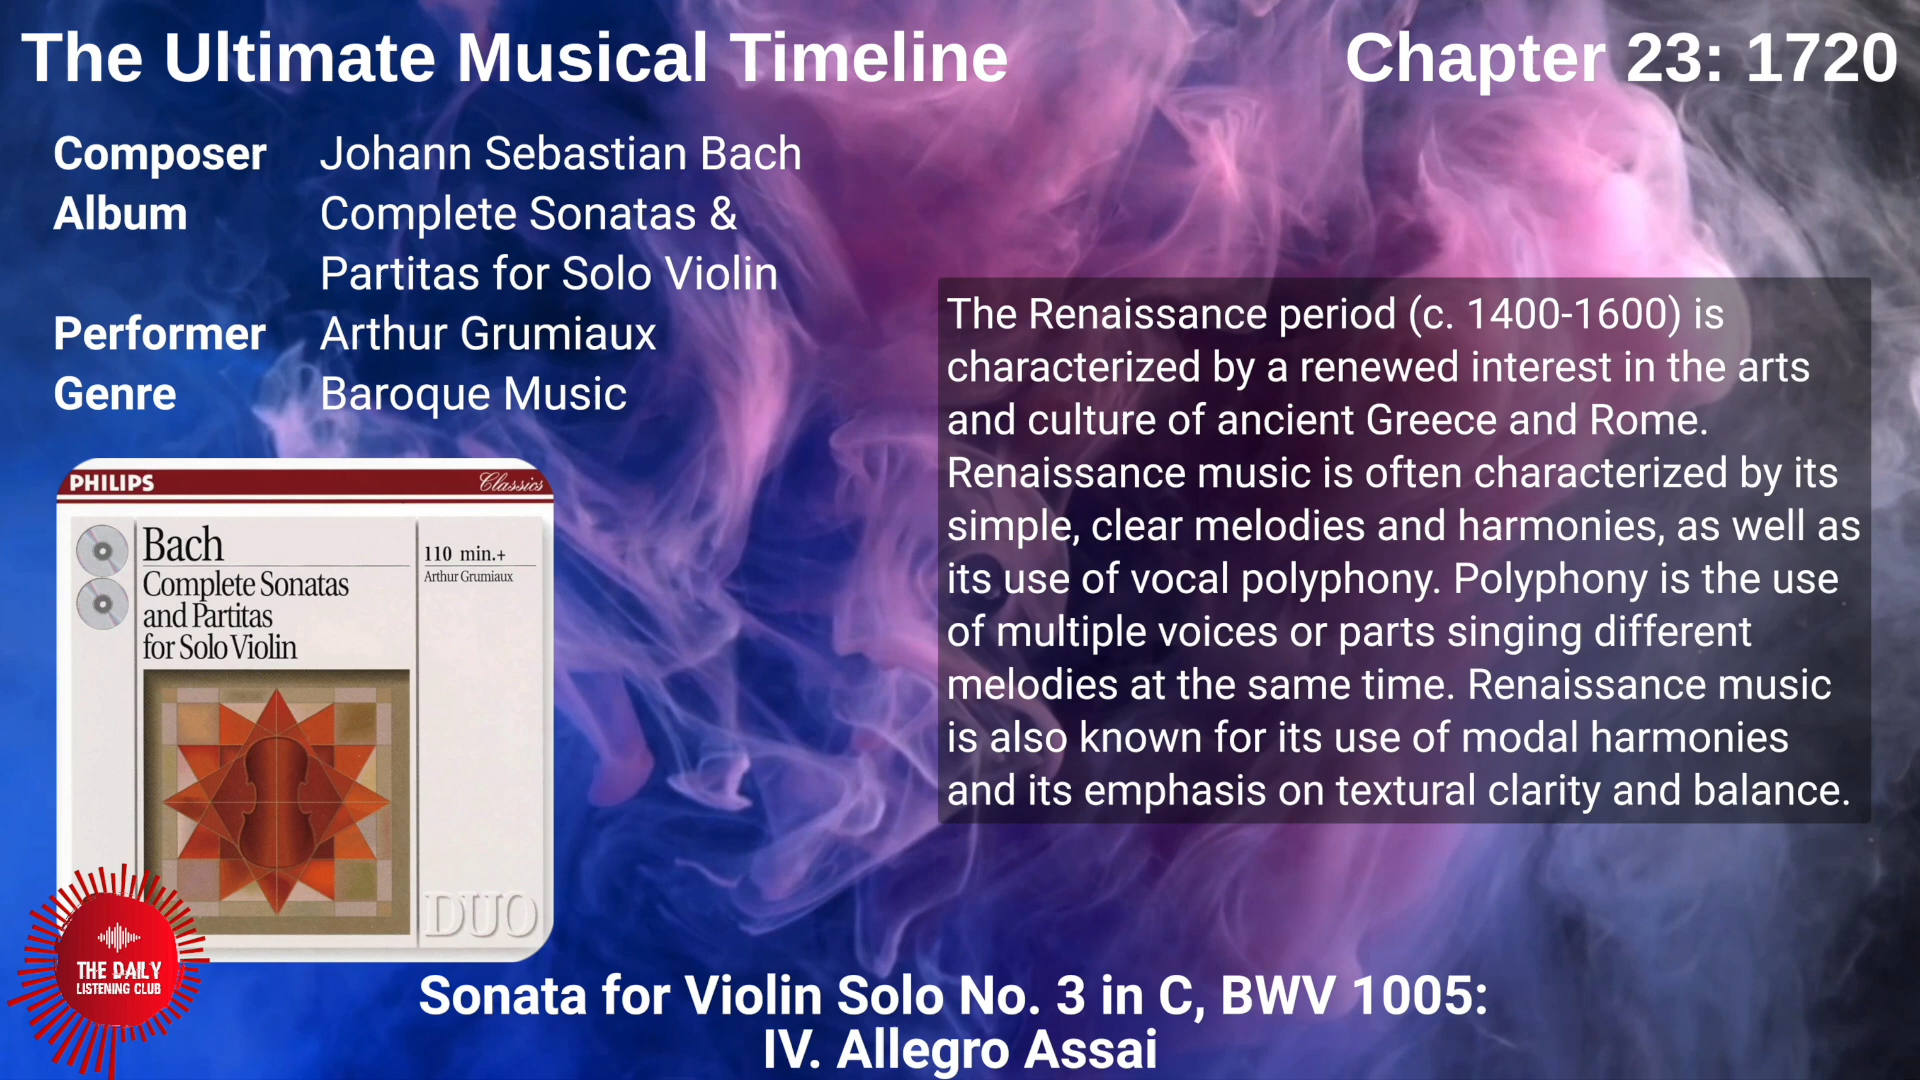 The Ultimate Musical Timeline
Chapter 23: 1720
Composer Johann Sebastian Bach
Album Complete Sonatas &
Partitas for Solo Violin
Performer Arthur Grumiaux
Genre Baroque Music
PHILIPS Classics
Bach
Complete Sonatas
and Partitas
for Solo Violin
110 min.+
Arthur Grumiaux
DUO
THE DAILY
LISTENING CLUB
The Renaissance period (c. 1400-1600) is
characterized by a renewed interest in the arts
and culture of ancient Greece and Rome.
Renaissance music is often characterized by its
simple, clear melodies and harmonies, as well as
its use of vocal polyphony. Polyphony is the use
of multiple voices or parts singing different
melodies at the same time. Renaissance music
is also known for its use of modal harmonies
and its emphasis on textural clarity and balance.
Sonata for Violin Solo No. 3 in C, BWV 1005:
IV. Allegro Assai